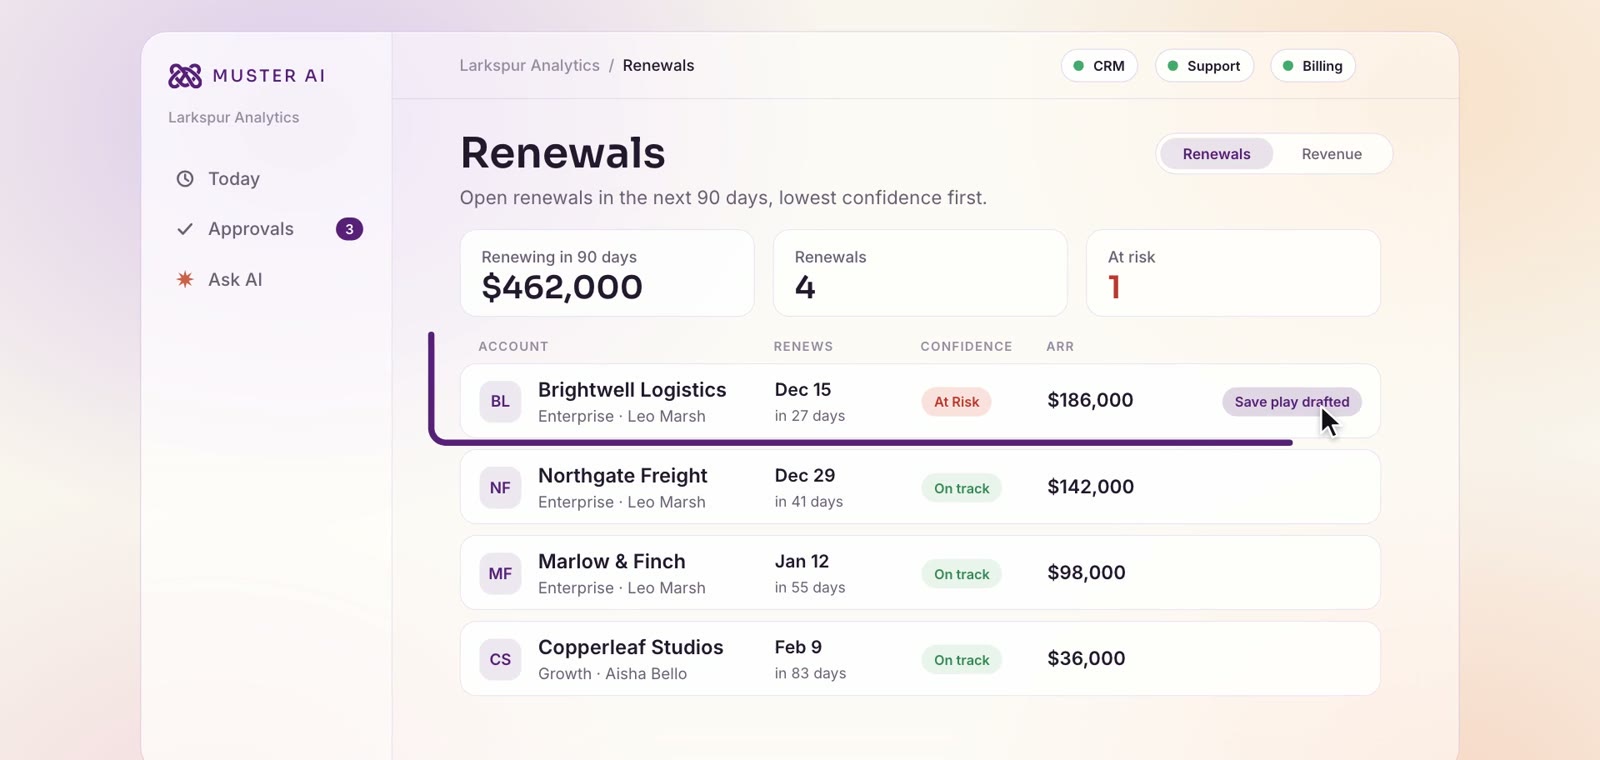 MUSTER AI
Larkspur Analytics
Today
Approvals 3
Ask AI
Larkspur Analytics / Renewals
CRM Support Billing
Renewals
Open renewals in the next 90 days, lowest confidence first.
Renewals Revenue
Renewing in 90 days
$462,000
Renewals
4
At risk
1
ACCOUNT RENEWS CONFIDENCE ARR
BL Brightwell Logistics
Enterprise · Leo Marsh
Dec 15
in 27 days
At Risk
$186,000
Save play drafted
NF Northgate Freight
Enterprise · Leo Marsh
Dec 29
in 41 days
On track
$142,000
MF Marlow & Finch
Enterprise · Leo Marsh
Jan 12
in 55 days
On track
$98,000
CS Copperleaf Studios
Growth · Aisha Bello
Feb 9
in 83 days
On track
$36,000